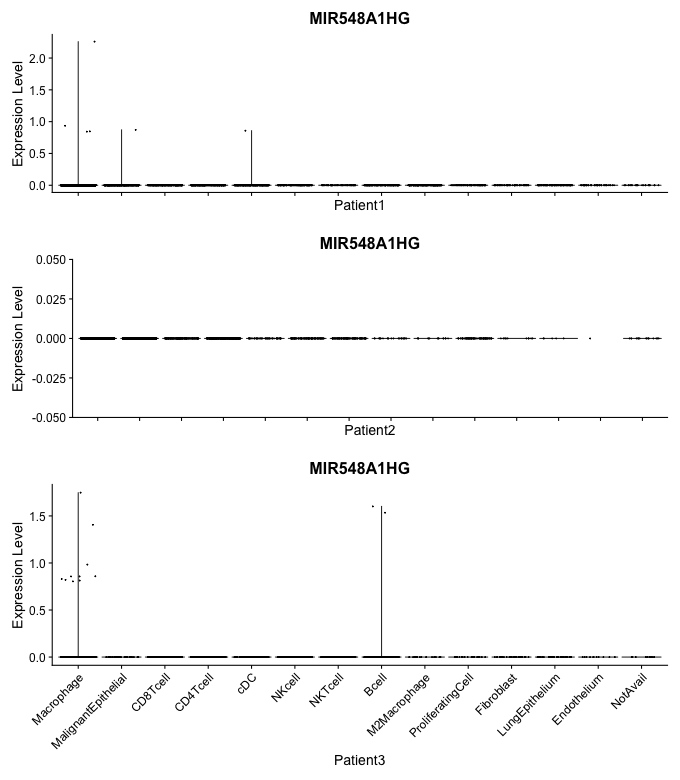 MIR548A1HG
Expression Level
2.0
1.5
1.0
0.5
0.0
Patient1
MIR548A1HG
Expression Level
0.050
0.025
0.000
-0.025
-0.050
Patient2
MIR548A1HG
Expression Level
1.5
1.0
0.5
0.0
Macrophage
MalignantEpithelial
CD8Tcell
CD4Tcell
cDC
NKcell
NKTcell
Bcell
M2Macrophage
ProliferatingCell
Fibroblast
LungEpithelium
Endothelium
NotAvail
Patient3